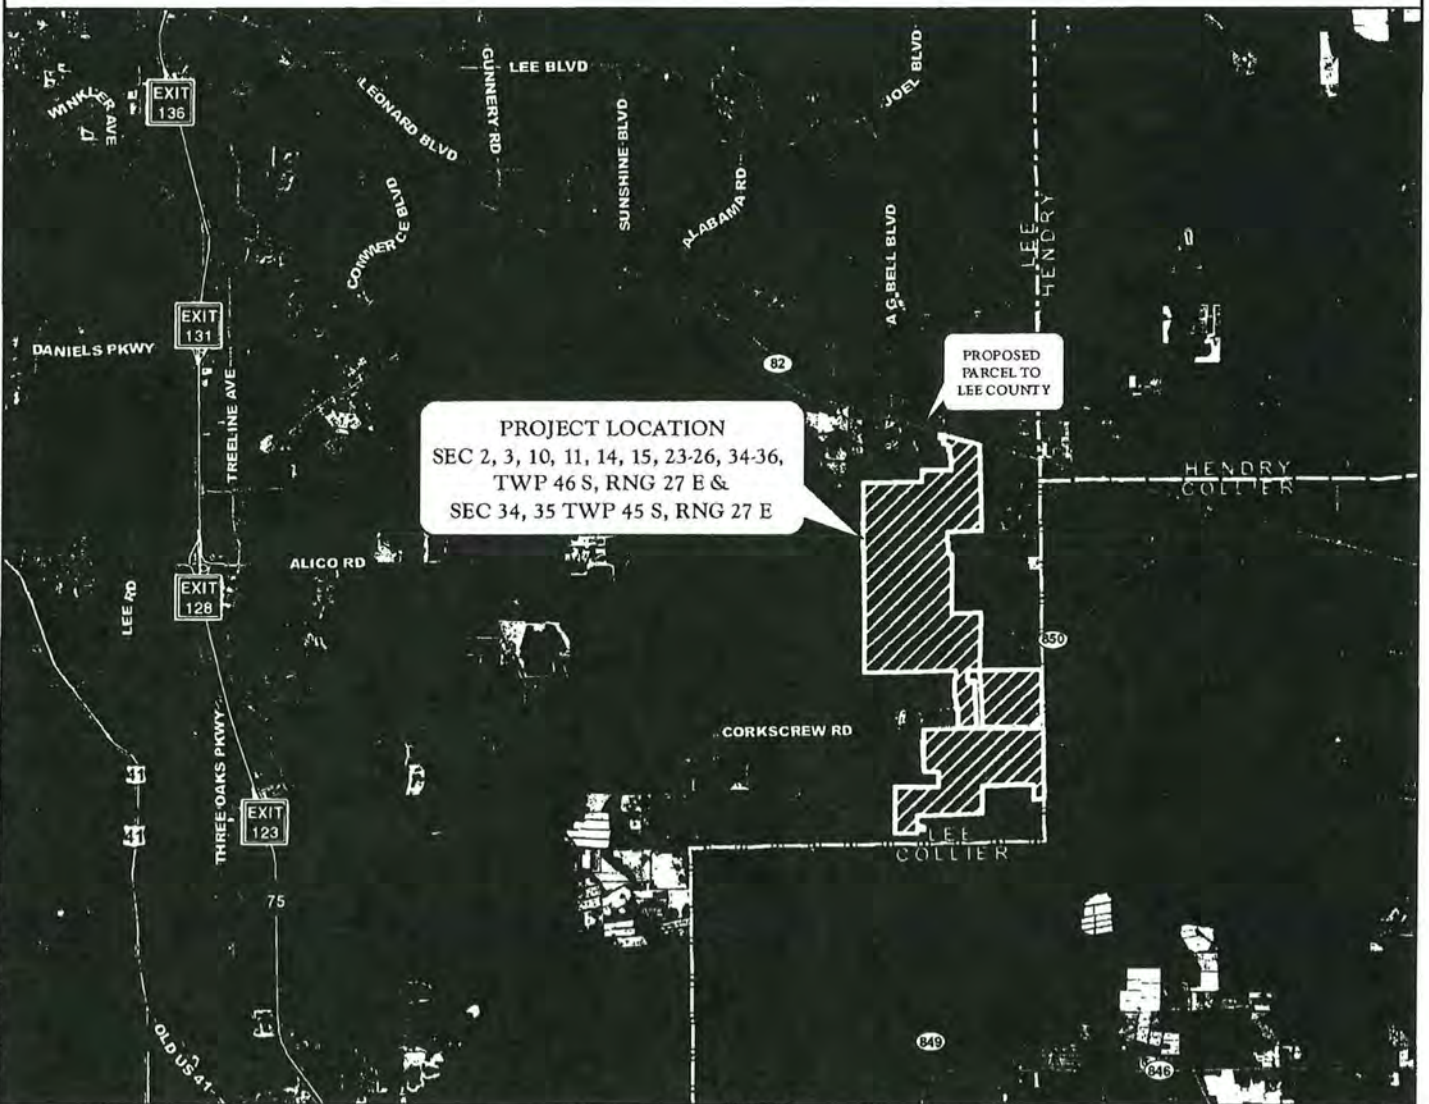 EXIT
136
WINKLER AVE
LEE BLVD
GUNNERY RD
LEONARD BLVD
SUNSHINE BLVD
JOEL BLVD
ALABAMA RD
COMMERCE BLVD
A G BELL BLVD
LEE
HENDRY
EXIT
131
DANIELS PKWY
TREELINE AVE
82
PROPOSED
PARCEL TO
LEE COUNTY
PROJECT LOCATION
SEC 2, 3, 10, 11, 14, 15, 23-26, 34-36,
TWP 46 S, RNG 27 E &
SEC 34, 35 TWP 45 S, RNG 27 E
HENDRY
COLLIER
ALICO RD
EXIT
128
LEE RD
850
CORKSCREW RD
THREE OAKS PKWY
41
EXIT
123
41
LEE
COLLIER
75
OLD US 41
849
846